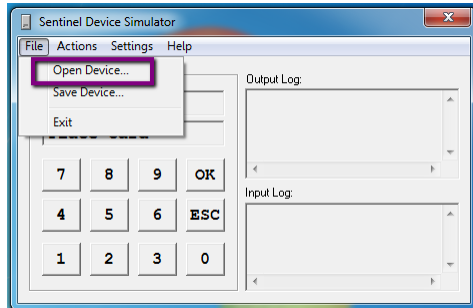 Sentinel Device Simulator
File Actions Settings Help
Open Device...
Save Device...
Exit
Output Log:
7 8 9 OK
Input Log:
4 5 6 ESC
1 2 3 0